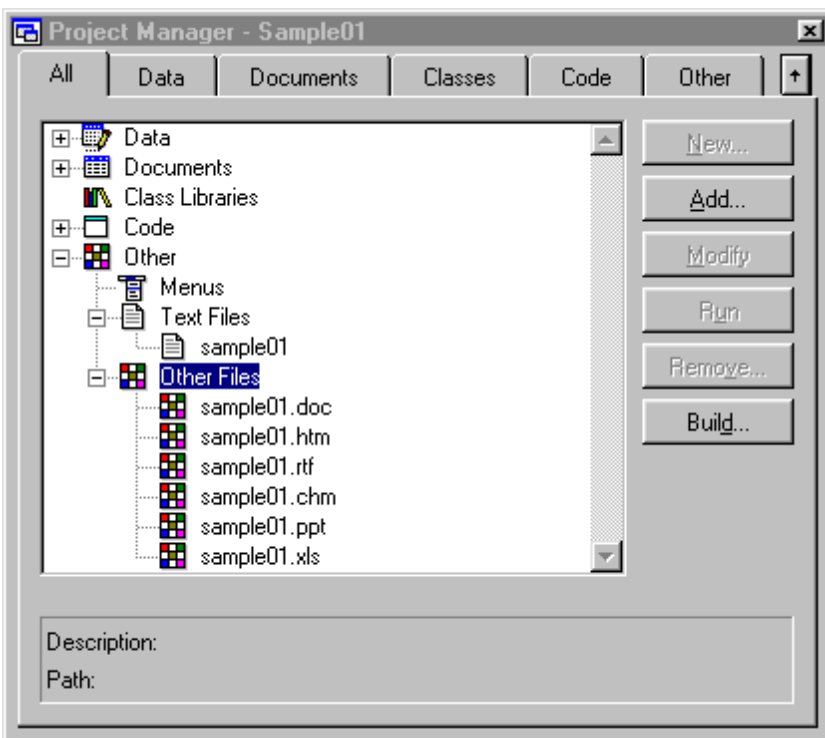 Project Manager - Sample01
All Data Documents Classes Code Other
Data
Documents
Class Libraries
Code
Other
Menus
Text Files
sample01
Other Files
sample01.doc
sample01.htm
sample01.rtf
sample01.chm
sample01.ppt
sample01.xls
New...
Add...
Modify
Run
Remove...
Build...
Description:
Path: